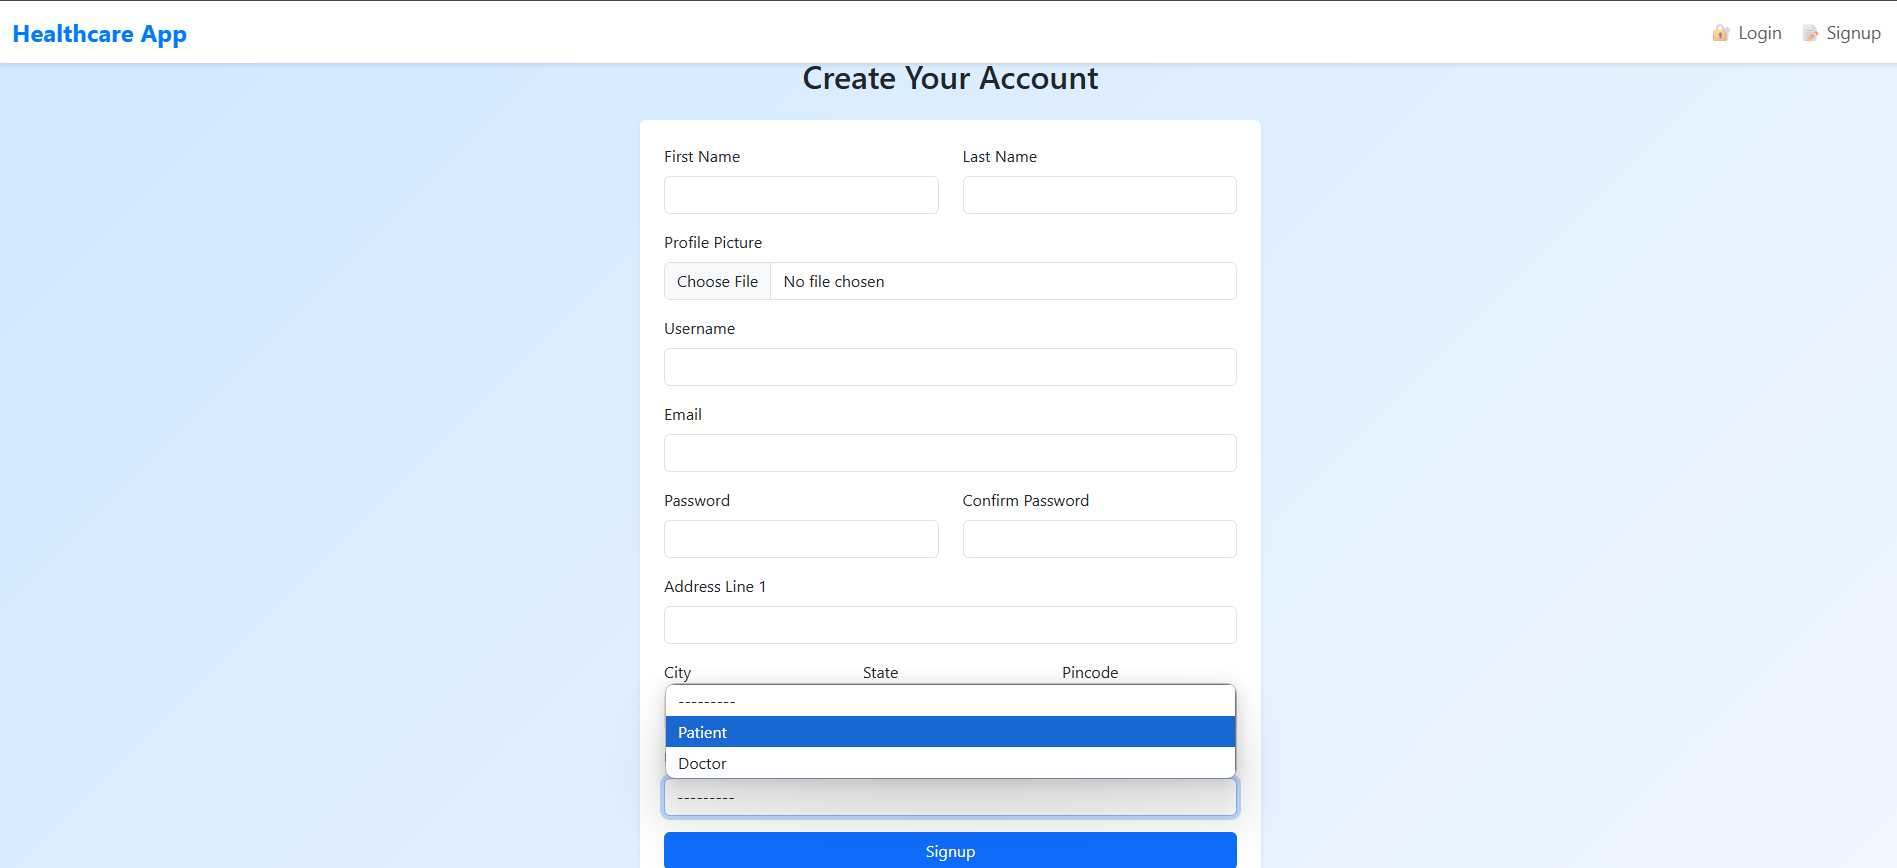 Healthcare App
Login Signup
Create Your Account
First Name Last Name
Profile Picture
Choose File No file chosen
Username
Email
Password Confirm Password
Address Line 1
City State Pincode
---------
Patient
Doctor
---------
Signup